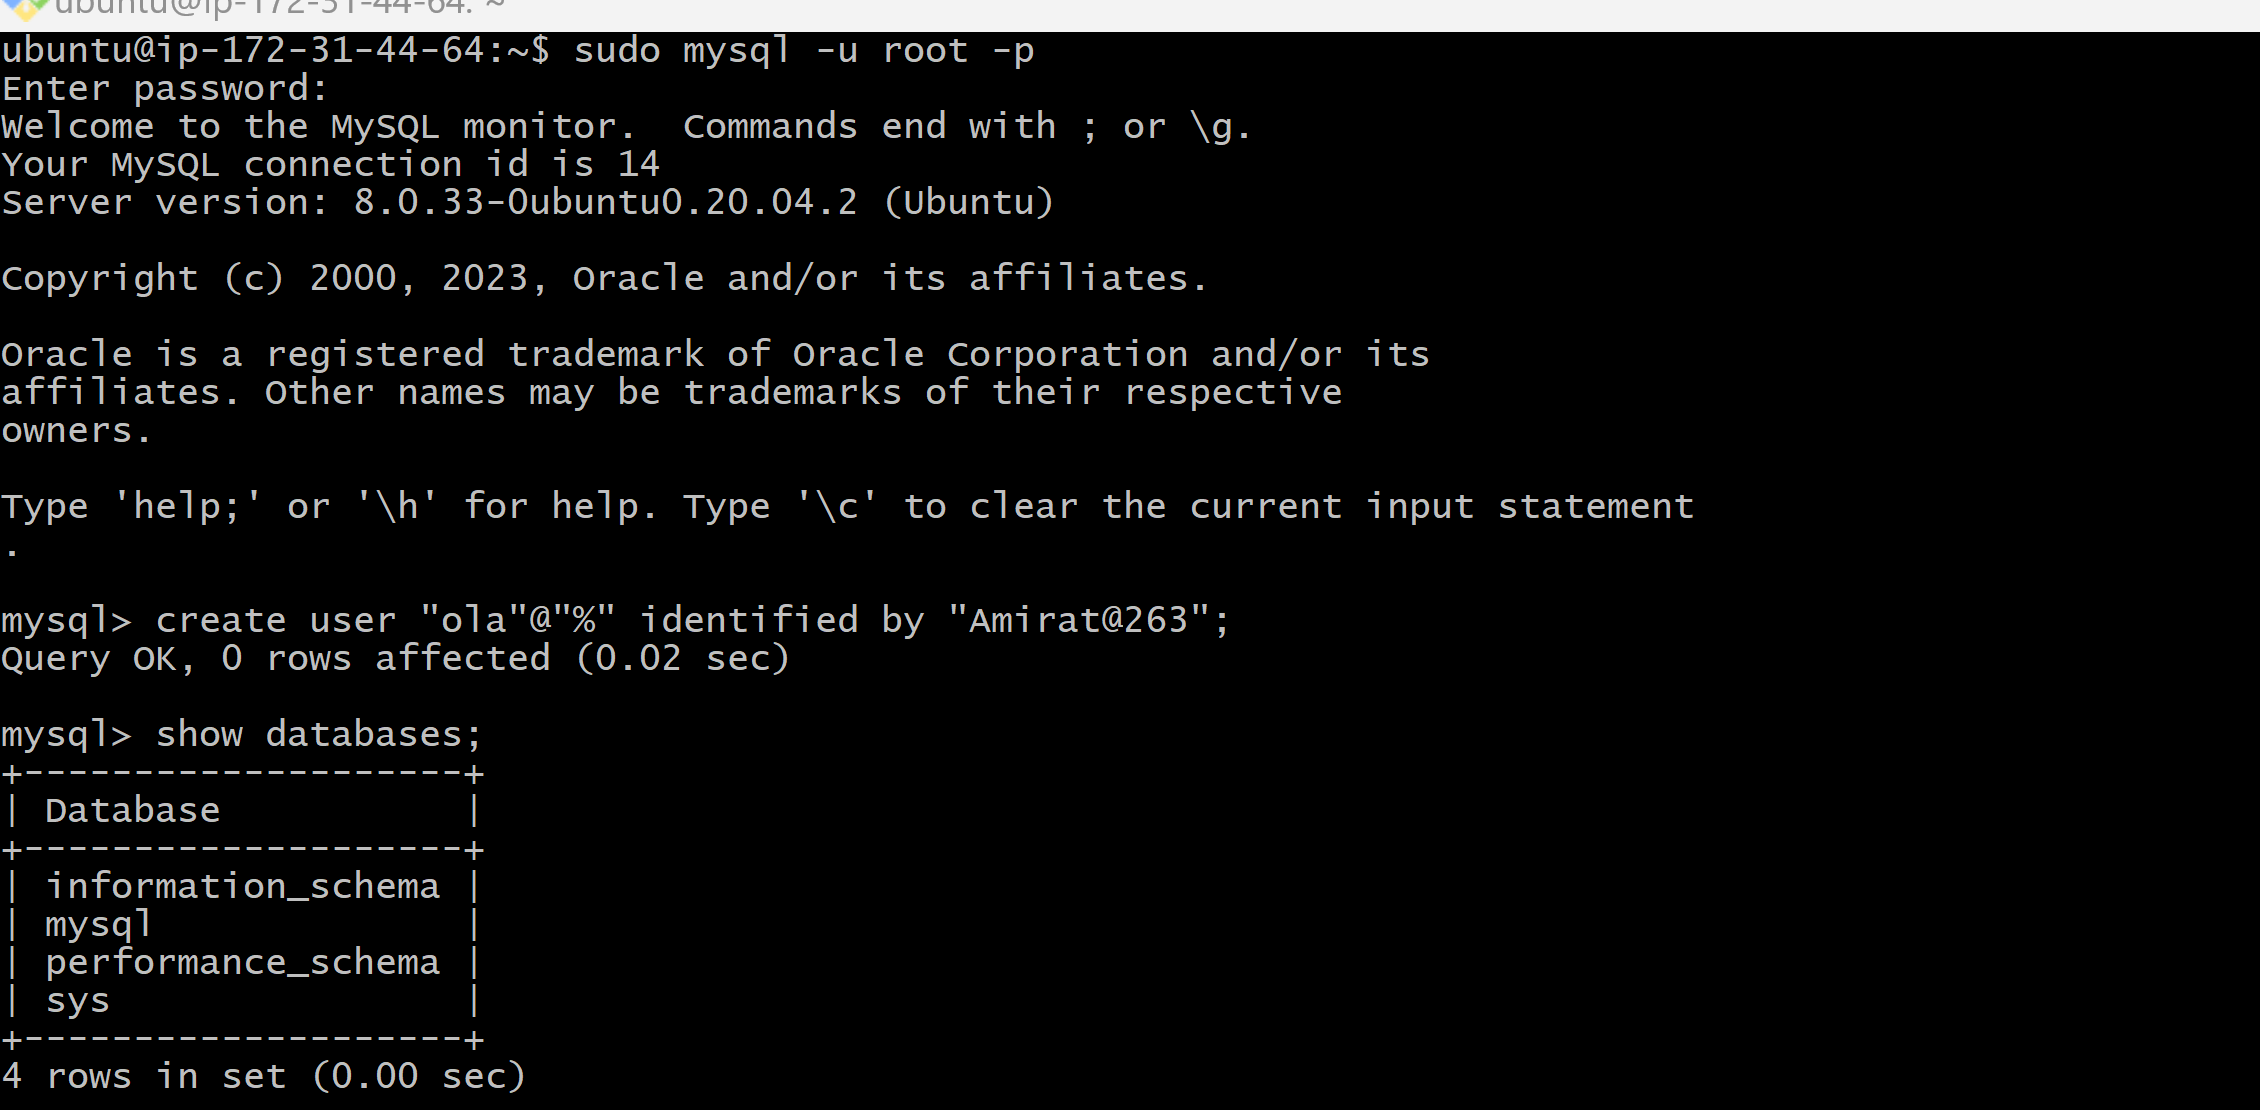 ubuntu@ip-172-31-44-64: ~
ubuntu@ip-172-31-44-64:~$ sudo mysql -u root -p
Enter password:
Welcome to the MySQL monitor.  Commands end with ; or \g.
Your MySQL connection id is 14
Server version: 8.0.33-0ubuntu0.20.04.2 (Ubuntu)

Copyright (c) 2000, 2023, Oracle and/or its affiliates.

Oracle is a registered trademark of Oracle Corporation and/or its
affiliates. Other names may be trademarks of their respective
owners.

Type 'help;' or '\h' for help. Type '\c' to clear the current input statement
.

mysql> create user "ola"@"%" identified by "Amirat@263";
Query OK, 0 rows affected (0.02 sec)

mysql> show databases;
+--------------------+
| Database           |
+--------------------+
| information_schema |
| mysql              |
| performance_schema |
| sys                |
+--------------------+
4 rows in set (0.00 sec)